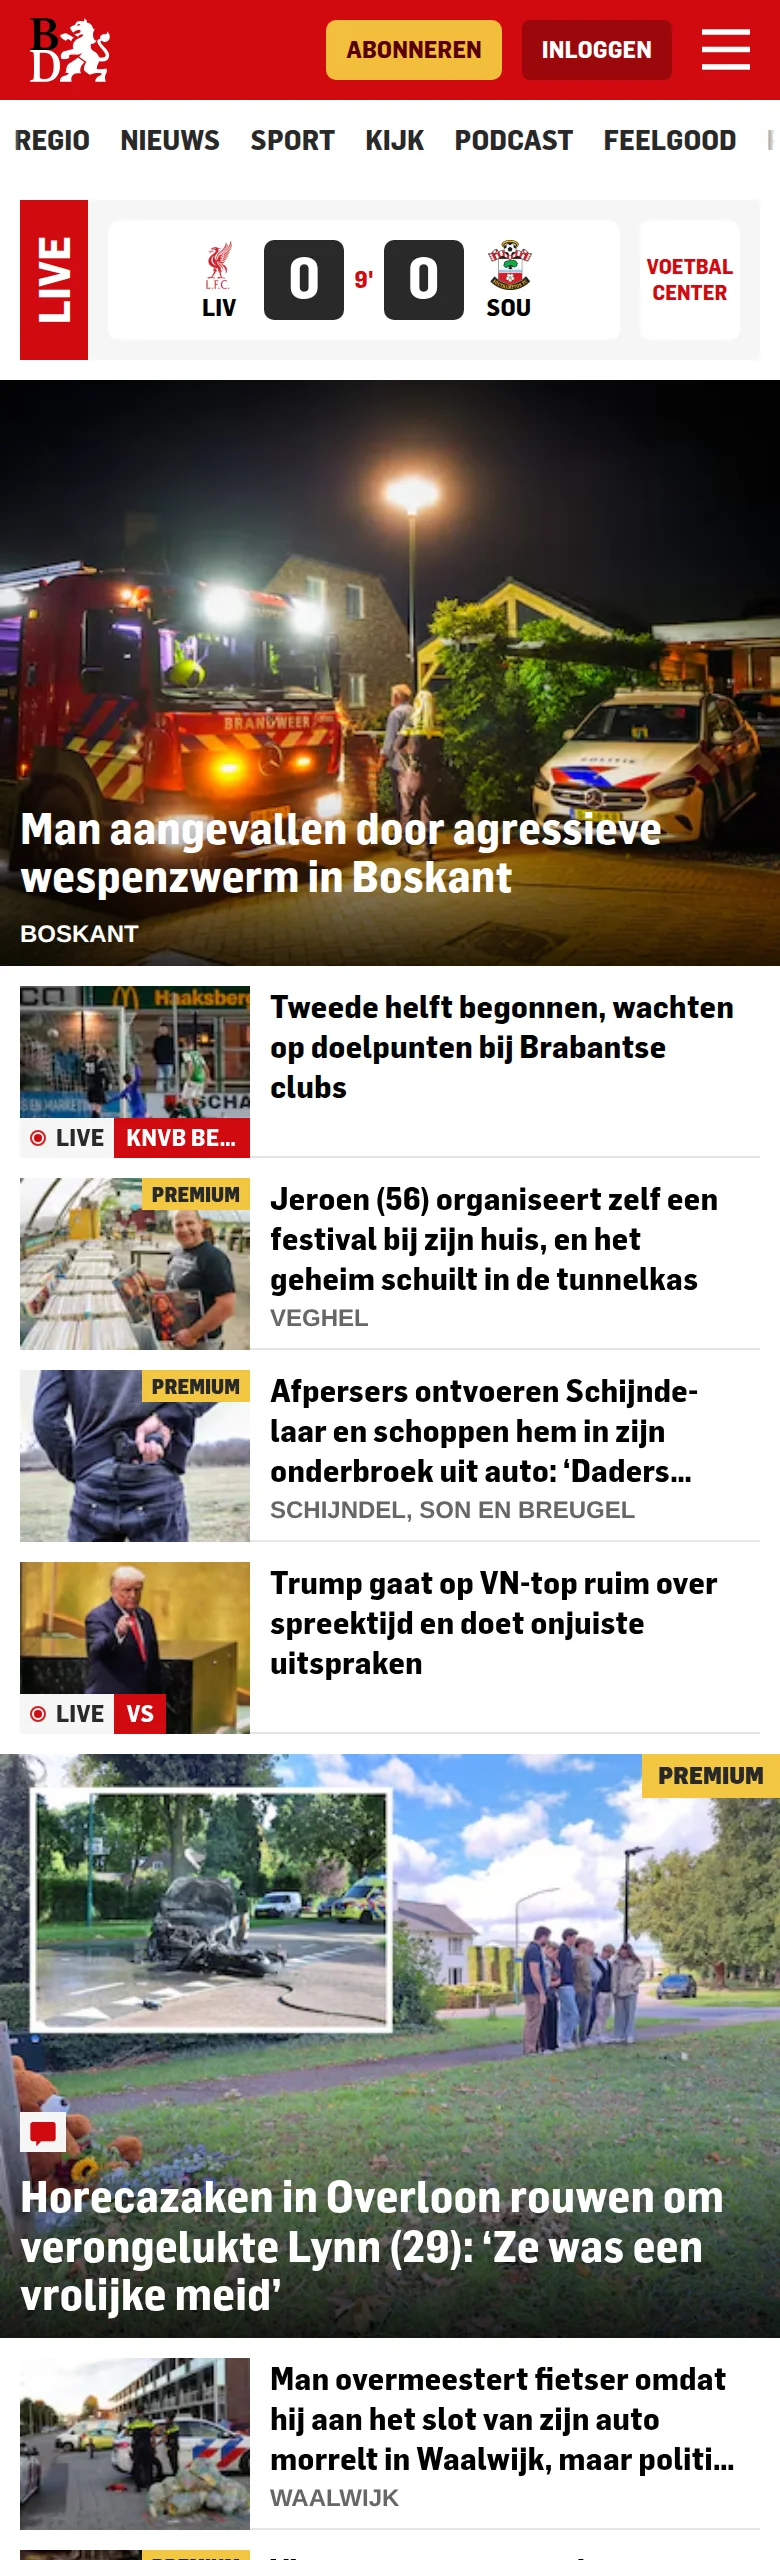 BD
ABONNEREN
INLOGGEN
REGIO NIEUWS SPORT KIJK PODCAST FEELGOOD
LIVE
L.F.C.
LIV
0
9'
0
SOU
VOETBAL
CENTER
BRANDWEER
POLITIE
Man aangevallen door agressieve
wespenzwerm in Boskant
BOSKANT
Haaksberg
LIVE
KNVB BE...
Tweede helft begonnen, wachten
op doelpunten bij Brabantse
clubs
PREMIUM
Jeroen (56) organiseert zelf een
festival bij zijn huis, en het
geheim schuilt in de tunnelkas
VEGHEL
PREMIUM
Afpersers ontvoeren Schijnde-
laar en schoppen hem in zijn
onderbroek uit auto: ‘Daders...
SCHIJNDEL, SON EN BREUGEL
LIVE
VS
Trump gaat op VN-top ruim over
spreektijd en doet onjuiste
uitspraken
PREMIUM
Horecazaken in Overloon rouwen om
verongelukte Lynn (29): ‘Ze was een
vrolijke meid’
Man overmeestert fietser omdat
hij aan het slot van zijn auto
morrelt in Waalwijk, maar politi...
WAALWIJK